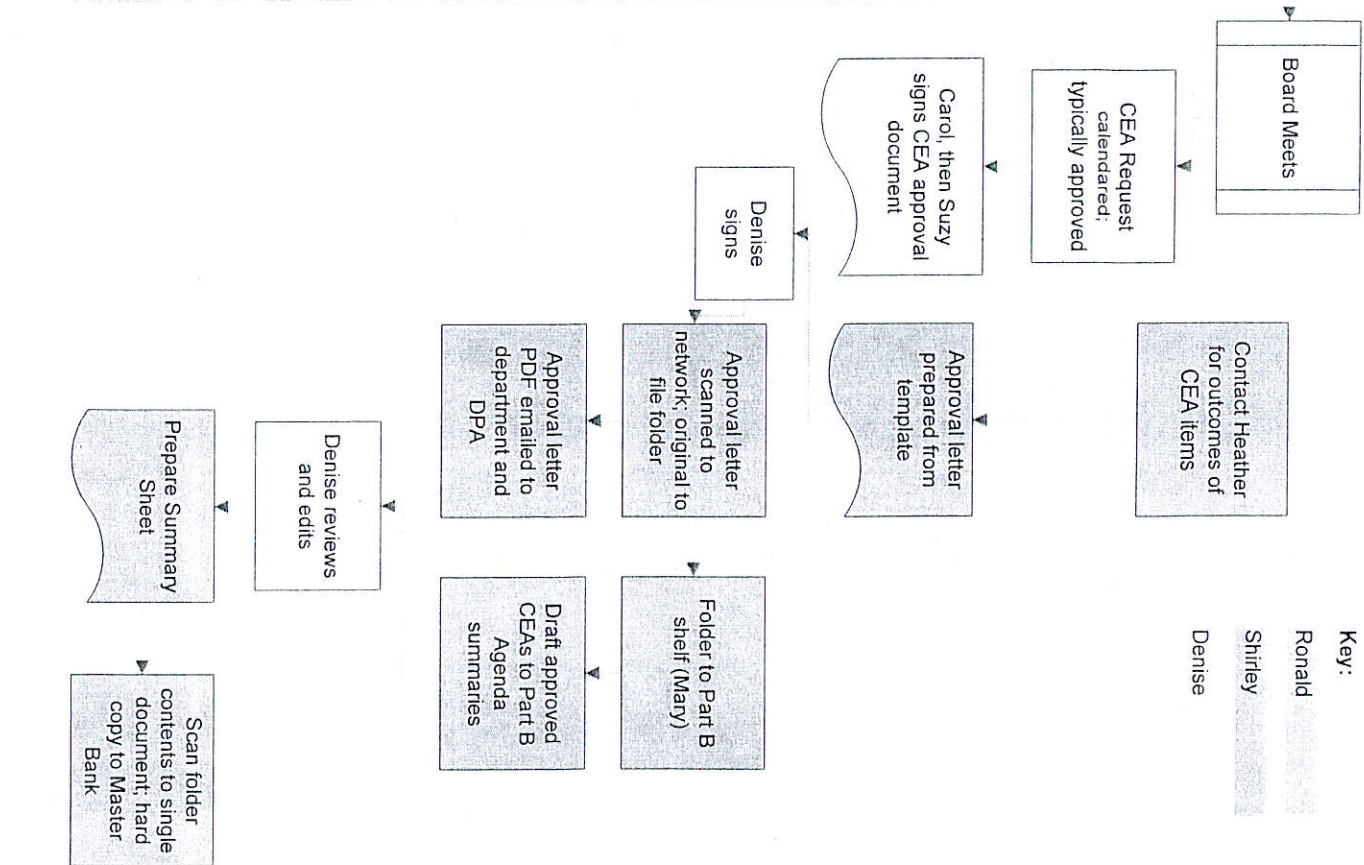 Board Meets
CEA Request
calendared;
typically approved
Contact Heather
for outcomes of
CEA items
Key:
Ronald
Shirley
Denise
Carol, then Suzy
signs CEA approval
document
Approval letter
prepared from
template
Denise
signs
Approval letter
scanned to
network; original to
file folder
Folder to Part B
shelf (Mary)
Approval letter
PDF emailed to
department and
DPA
Draft approved
CEAs to Part B
Agenda
summaries
Denise reviews
and edits
Prepare Summary
Sheet
Scan folder
contents to single
document; hard
copy to Master
Bank